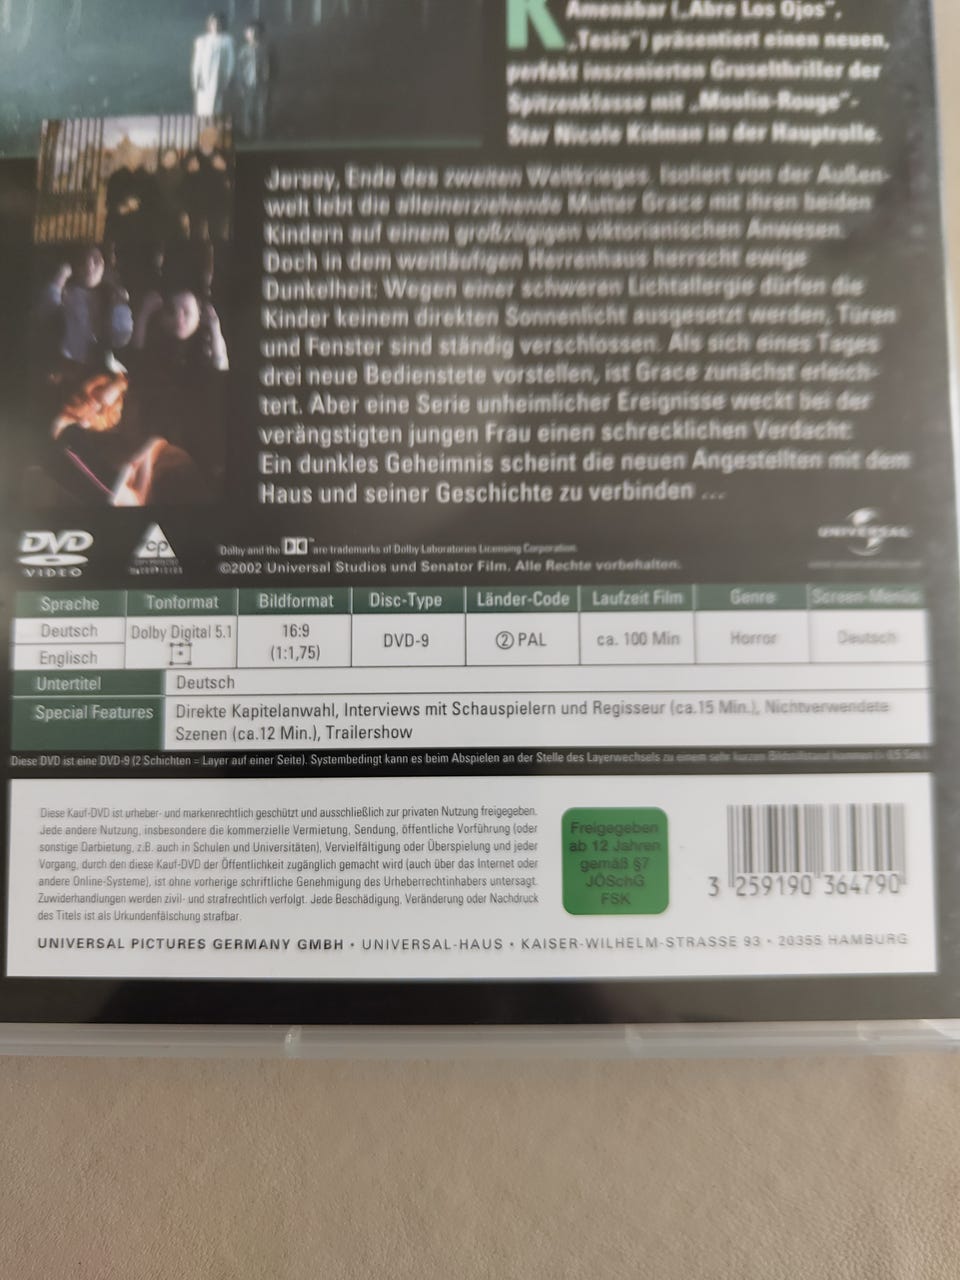 K
Amenábar („Abre Los Ojos“,
„Tesis“) präsentiert einen neuen,
perfekt inszenierten Gruselthriller der
Spitzenklasse mit „Moulin-Rouge“-
Star Nicole Kidman in der Hauptrolle.
Jersey, Ende des zweiten Weltkrieges. Isoliert von der Außen-
welt lebt die alleinerziehende Mutter Grace mit ihren beiden
Kindern auf einem großzügigen viktorianischen Anwesen.
Doch in dem weitläufigen Herrenhaus herrscht ewige
Dunkelheit: Wegen einer schweren Lichtallergie dürfen die
Kinder keinem direkten Sonnenlicht ausgesetzt werden, Türen
und Fenster sind ständig verschlossen. Als sich eines Tages
drei neue Bedienstete vorstellen, ist Grace zunächst erleich-
tert. Aber eine Serie unheimlicher Ereignisse weckt bei der
verängstigten jungen Frau einen schrecklichen Verdacht:
Ein dunkles Geheimnis scheint die neuen Angestellten mit dem
Haus und seiner Geschichte zu verbinden ...
DVD
VIDEO
cp
Dolby and the DD™ are trademarks of Dolby Laboratories Licensing Corporation.
©2002 Universal Studios und Senator Film. Alle Rechte vorbehalten.
UNIVERSAL
Sprache Tonformat Bildformat Disc-Type Länder-Code Laufzeit Film Genre Screen-Menüs
Deutsch Dolby Digital 5.1 16:9 DVD-9 2 PAL ca. 100 Min Horror Deutsch
Englisch (1:1,75)
Untertitel Deutsch
Special Features Direkte Kapitelanwahl, Interviews mit Schauspielern und Regisseur (ca.15 Min.), Nichtverwendete
Szenen (ca.12 Min.), Trailershow
Diese DVD ist eine DVD-9 (2 Schichten = Layer auf einer Seite). Systembedingt kann es beim Abspielen an der Stelle des Layerwechsels zu einem sehr kurzen Bildstillstand kommen
Diese Kauf-DVD ist urheber- und markenrechtlich geschützt und ausschließlich zur privaten Nutzung freigegeben.
Jede andere Nutzung, insbesondere die kommerzielle Vermietung, Sendung, öffentliche Vorführung (oder
sonstige Darbietung, z.B. auch in Schulen und Universitäten), Vervielfältigung oder Überspielung und jeder
Vorgang, durch den diese Kauf-DVD der Öffentlichkeit zugänglich gemacht wird (auch über das Internet oder
andere Online-Systeme), ist ohne vorherige schriftliche Genehmigung des Urheberrechtinhabers untersagt.
Zuwiderhandlungen werden zivil- und strafrechtlich verfolgt. Jede Beschädigung, Veränderung oder Nachdruck
des Titels ist als Urkundenfälschung strafbar.
Freigegeben
ab 12 Jahren
gemäß §7
JÖSchG
FSK
3 259190 364790
UNIVERSAL PICTURES GERMANY GMBH • UNIVERSAL-HAUS • KAISER-WILHELM-STRASSE 93 • 20355 HAMBURG